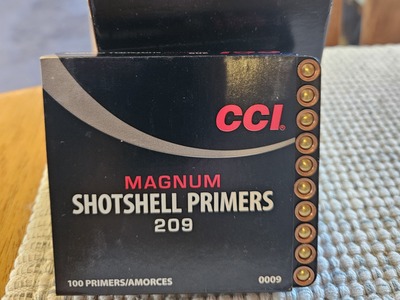 CCI®
MAGNUM
SHOTSHELL PRIMERS
209
100 PRIMERS/AMORCES 0009